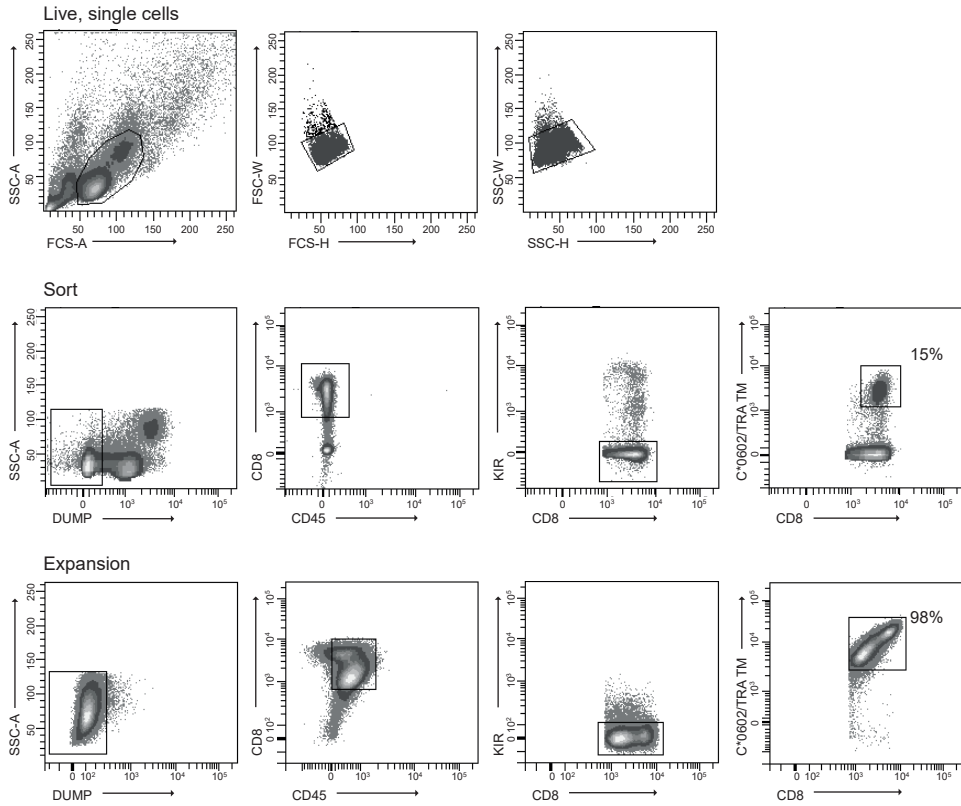 Live, single cells
SSC-A
50 100 150 200 250
50 100 150 200 250
FCS-A
FSC-W
50 100 150 200 250
50 100 150 200 250
FCS-H
SSC-W
50 100 150 200 250
50 100 150 200 250
SSC-H
Sort
SSC-A
50 100 150 200 250
10³ 10⁴ 10⁵
DUMP
CD8
0 10³ 10⁴ 10⁵
0 10³ 10⁴ 10⁵
CD45
KIR
0 10³ 10⁴ 10⁵
10³ 10⁴ 10⁵
CD8
C*0602/TRA TM
0 10³ 10⁴ 10⁵
10³ 10⁴ 10⁵
CD8
15%
Expansion
SSC-A
50 100 150 200 250
0 10² 10³ 10⁴ 10⁵
DUMP
CD8
0 10² 10³ 10⁴ 10⁵
0 10³ 10⁴ 10⁵
CD45
KIR
0 10² 10³ 10⁴ 10⁵
0 10² 10³ 10⁴ 10⁵
CD8
C*0602/TRA TM
0 10³ 10⁴ 10⁵
0 10² 10³ 10⁴ 10⁵
CD8
98%